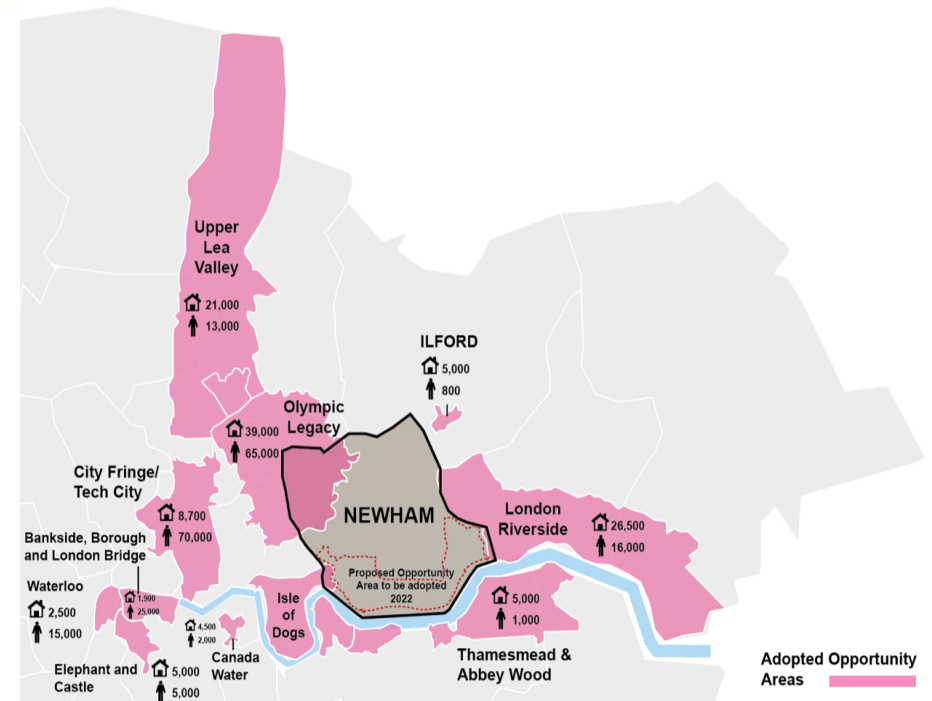 Upper
Lea
Valley
21,000
13,000
ILFORD
5,000
800
Olympic
Legacy
39,000
65,000
City Fringe/
Tech City
8,700
70,000
NEWHAM
London
Riverside
26,500
16,000
Bankside, Borough
and London Bridge
1,900
25,000
Waterloo
2,500
15,000
Proposed Opportunity
Area to be adopted
2022
Isle
of
Dogs
5,000
1,000
4,500
2,000
Canada
Water
Elephant and
Castle
5,000
5,000
Thamesmead &
Abbey Wood
Adopted Opportunity
Areas